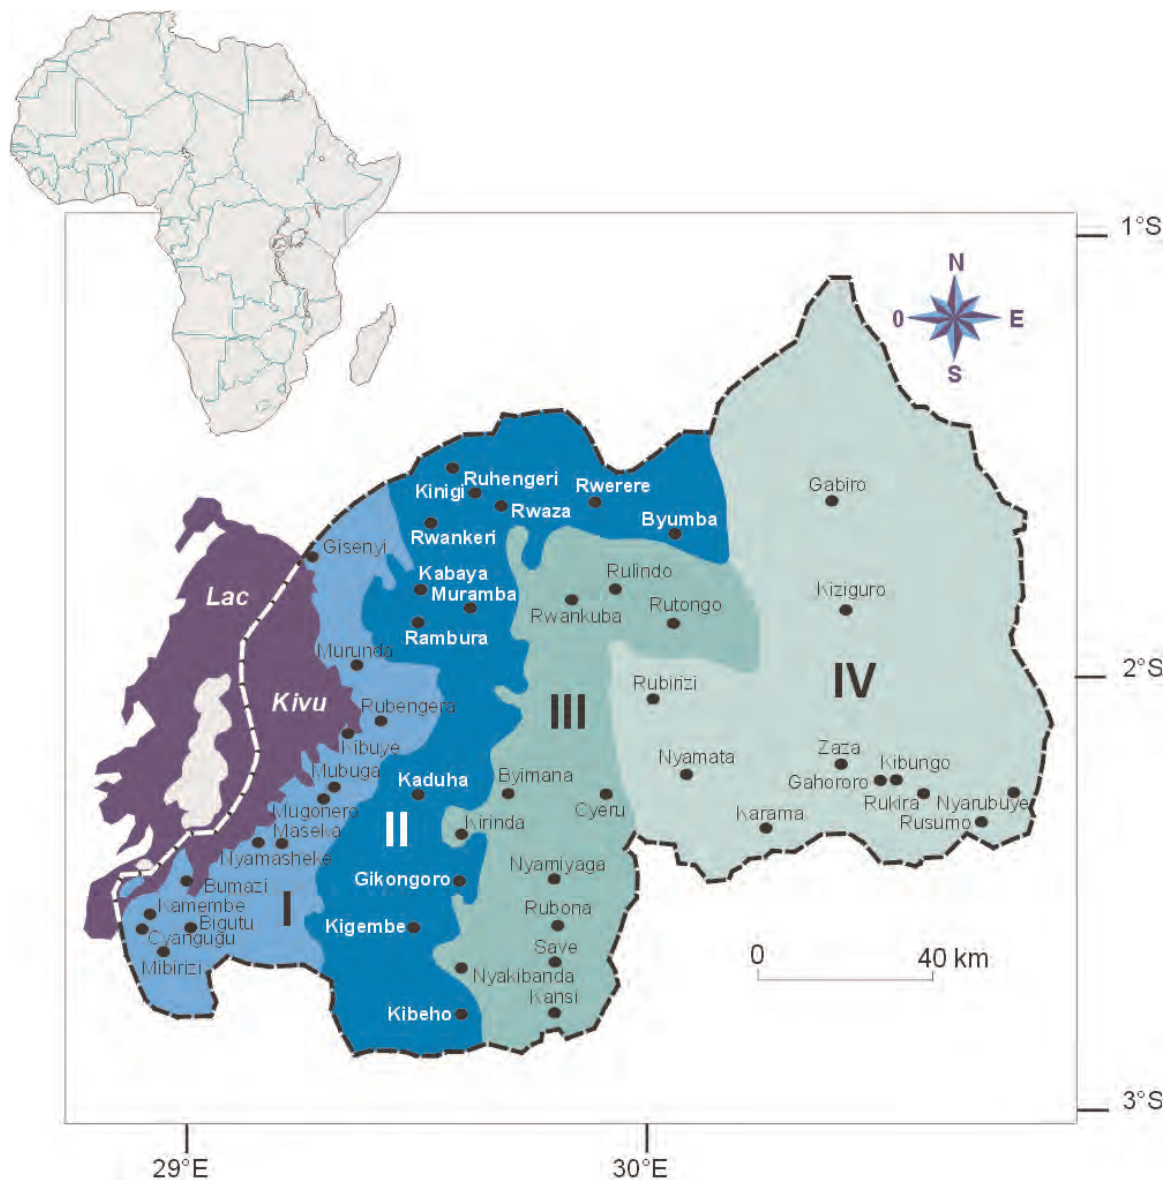 1°S
N
0
E
S
Ruhengeri
Kinigi
Rwerere
Rwaza
Gabiro
Byumba
Rwankeri
Gisenyi
Kabaya
Rulindo
Lac
Muramba
Kiziguro
Rwankuba
Rutongo
Rambura
Murunda
2°S
Rubirizi
IV
Kivu
Rubengera
III
Kibuye
Zaza
Nyamata
Kibungo
Mubuga
Kaduha
Byimana
Gahororo
Mugonero
Cyeru
Rukira
Nyarubuye
Karama
Rusumo
Maseka
II
Kirinda
Nyamasheke
Nyamiyaga
Bumazi
Gikongoro
Kamembe
I
Rubona
Bigutu
Kigembe
Cyangugu
Save
0
40 km
Mibirizi
Nyakibanda
Kansi
Kibeho
3°S
29°E
30°E